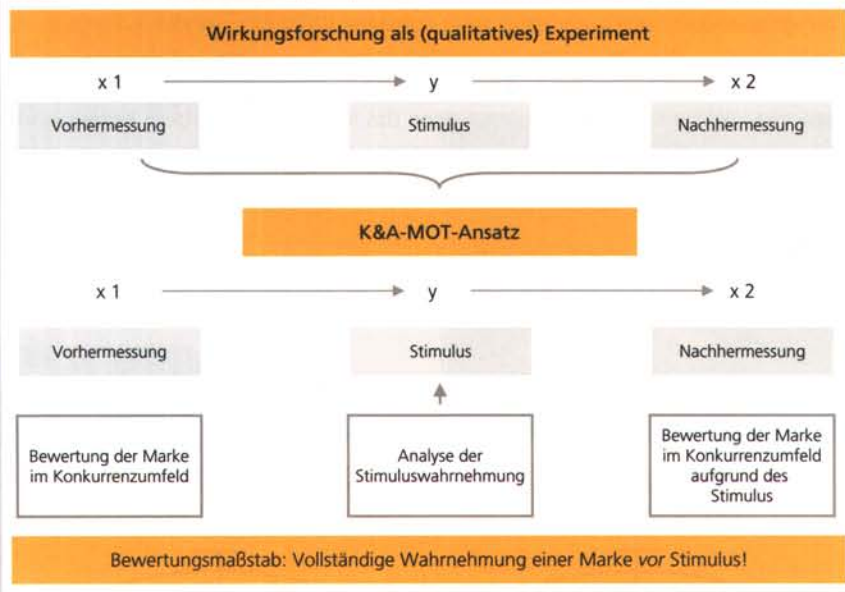 Wirkungsforschung als (qualitatives) Experiment
x 1 y x 2
Vorhermessung Stimulus Nachhermessung
K&A-MOT-Ansatz
x 1 y x 2
Vorhermessung Stimulus Nachhermessung
Bewertung der Marke
im Konkurrenzumfeld
Analyse der
Stimuluswahrnehmung
Bewertung der Marke
im Konkurrenzumfeld
aufgrund des
Stimulus
Bewertungsmaßstab: Vollständige Wahrnehmung einer Marke vor Stimulus!